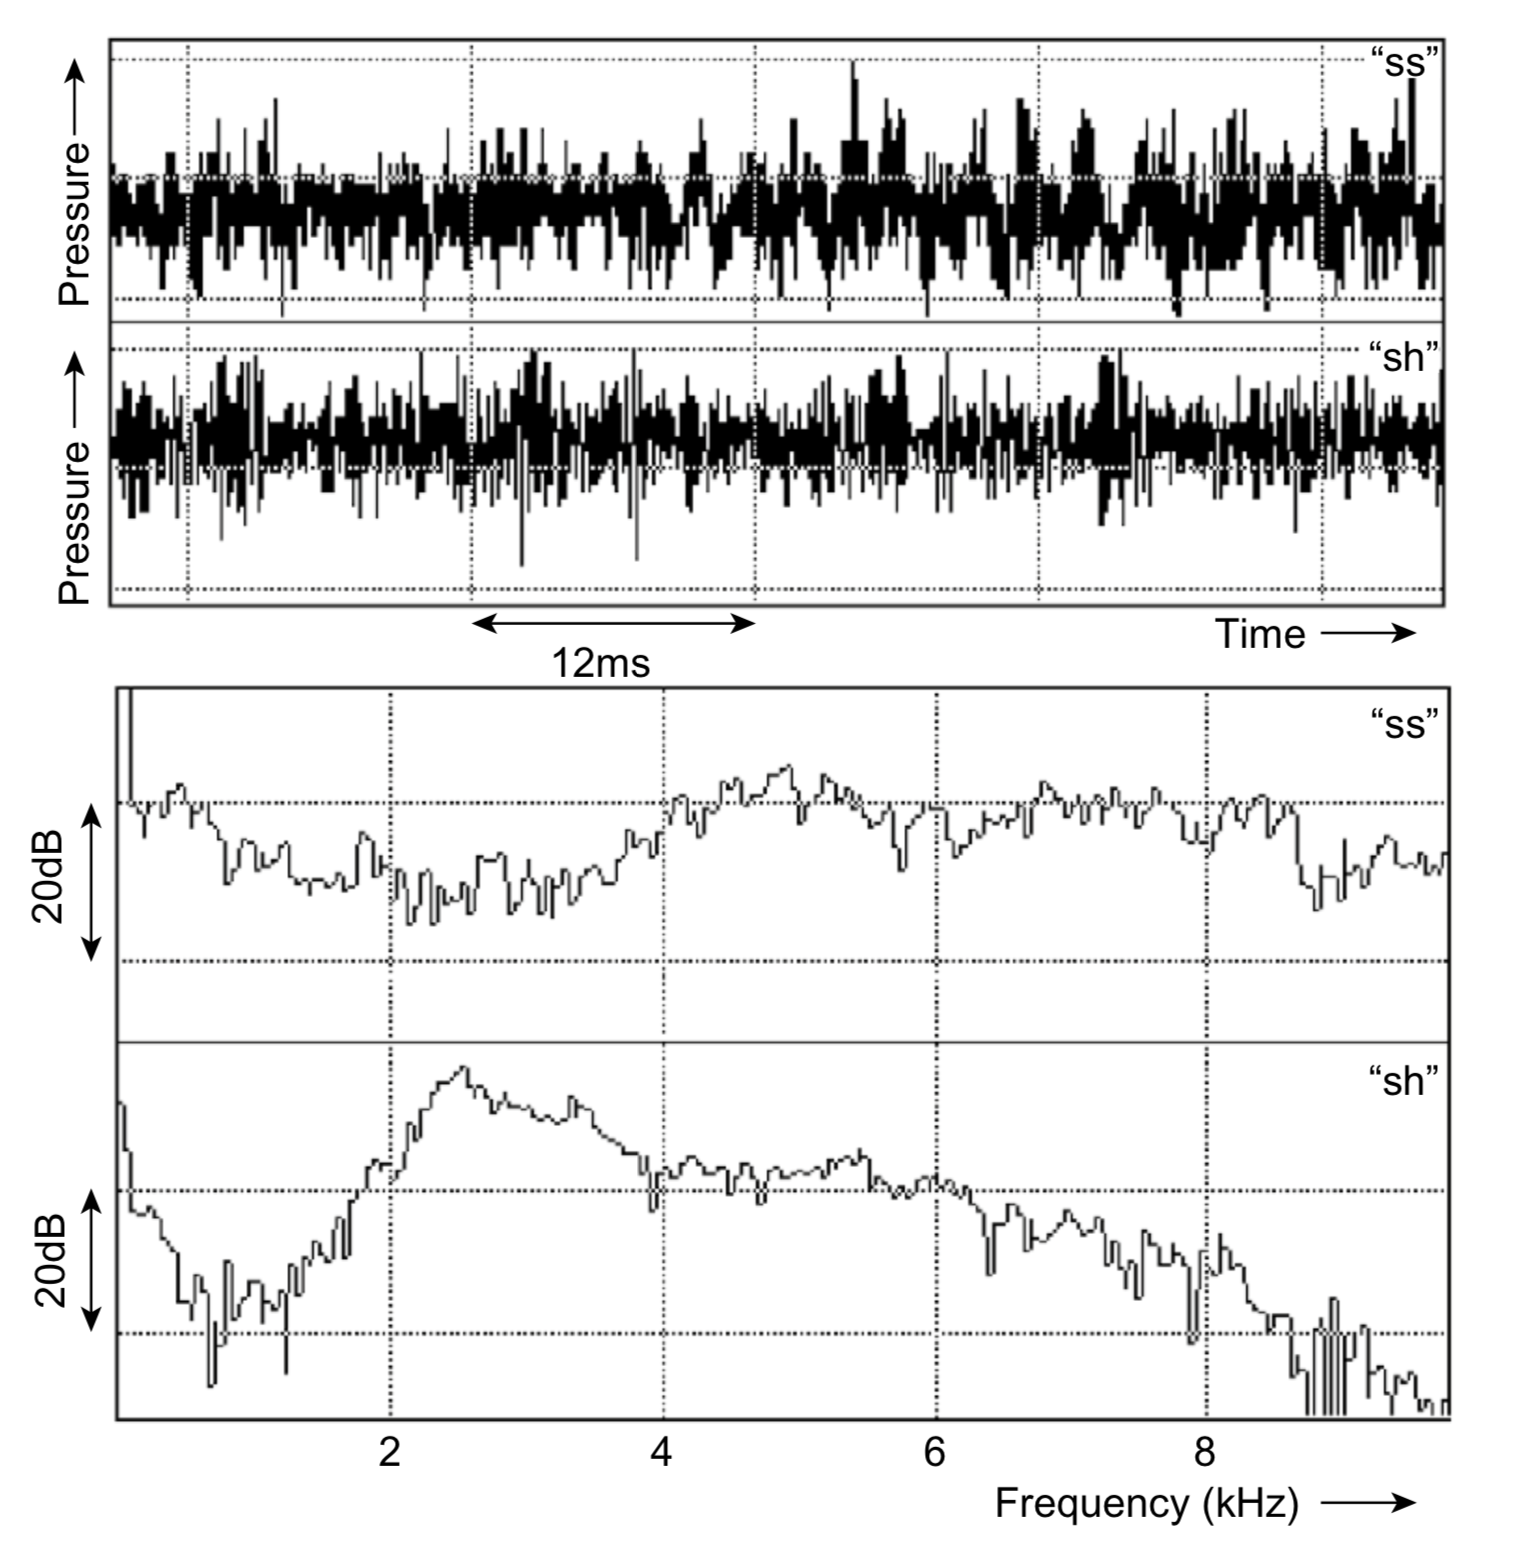 “ss”
Pressure
“sh”
Pressure
12ms
Time
“ss”
20dB
“sh”
20dB
2 4 6 8
Frequency (kHz)